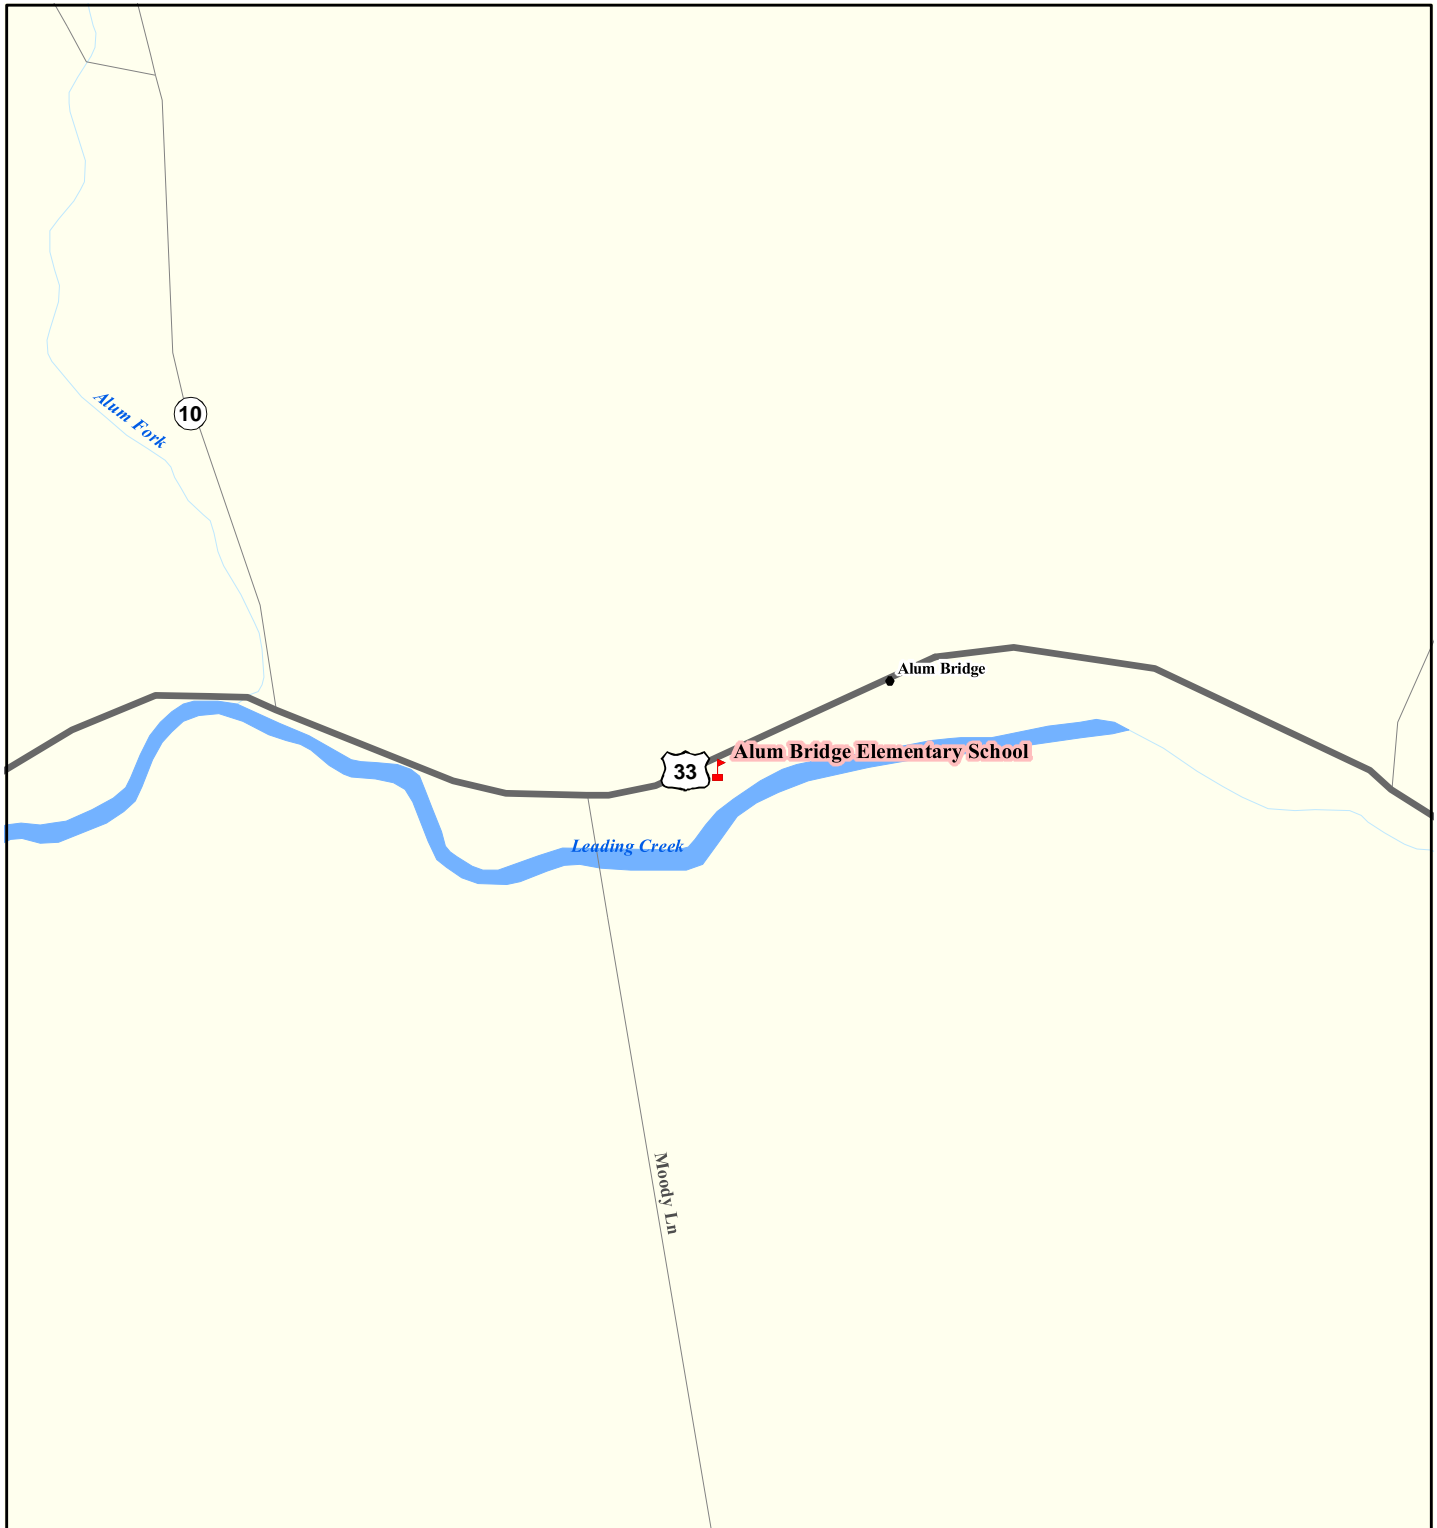 Alum Fork
10
Alum Bridge
Alum Bridge Elementary School
33
Leading Creek
Moody Ln